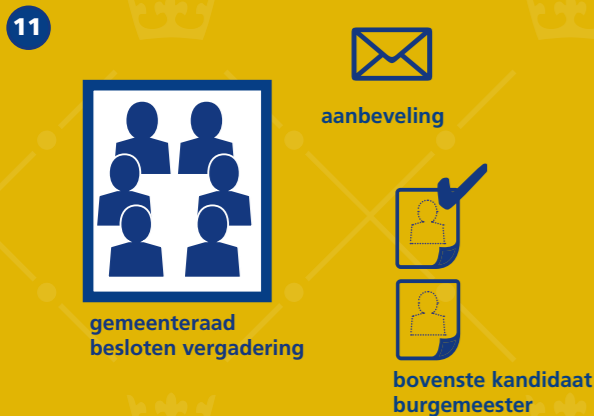 11
aanbeveling
gemeenteraad
besloten vergadering
bovenste kandidaat
burgemeester